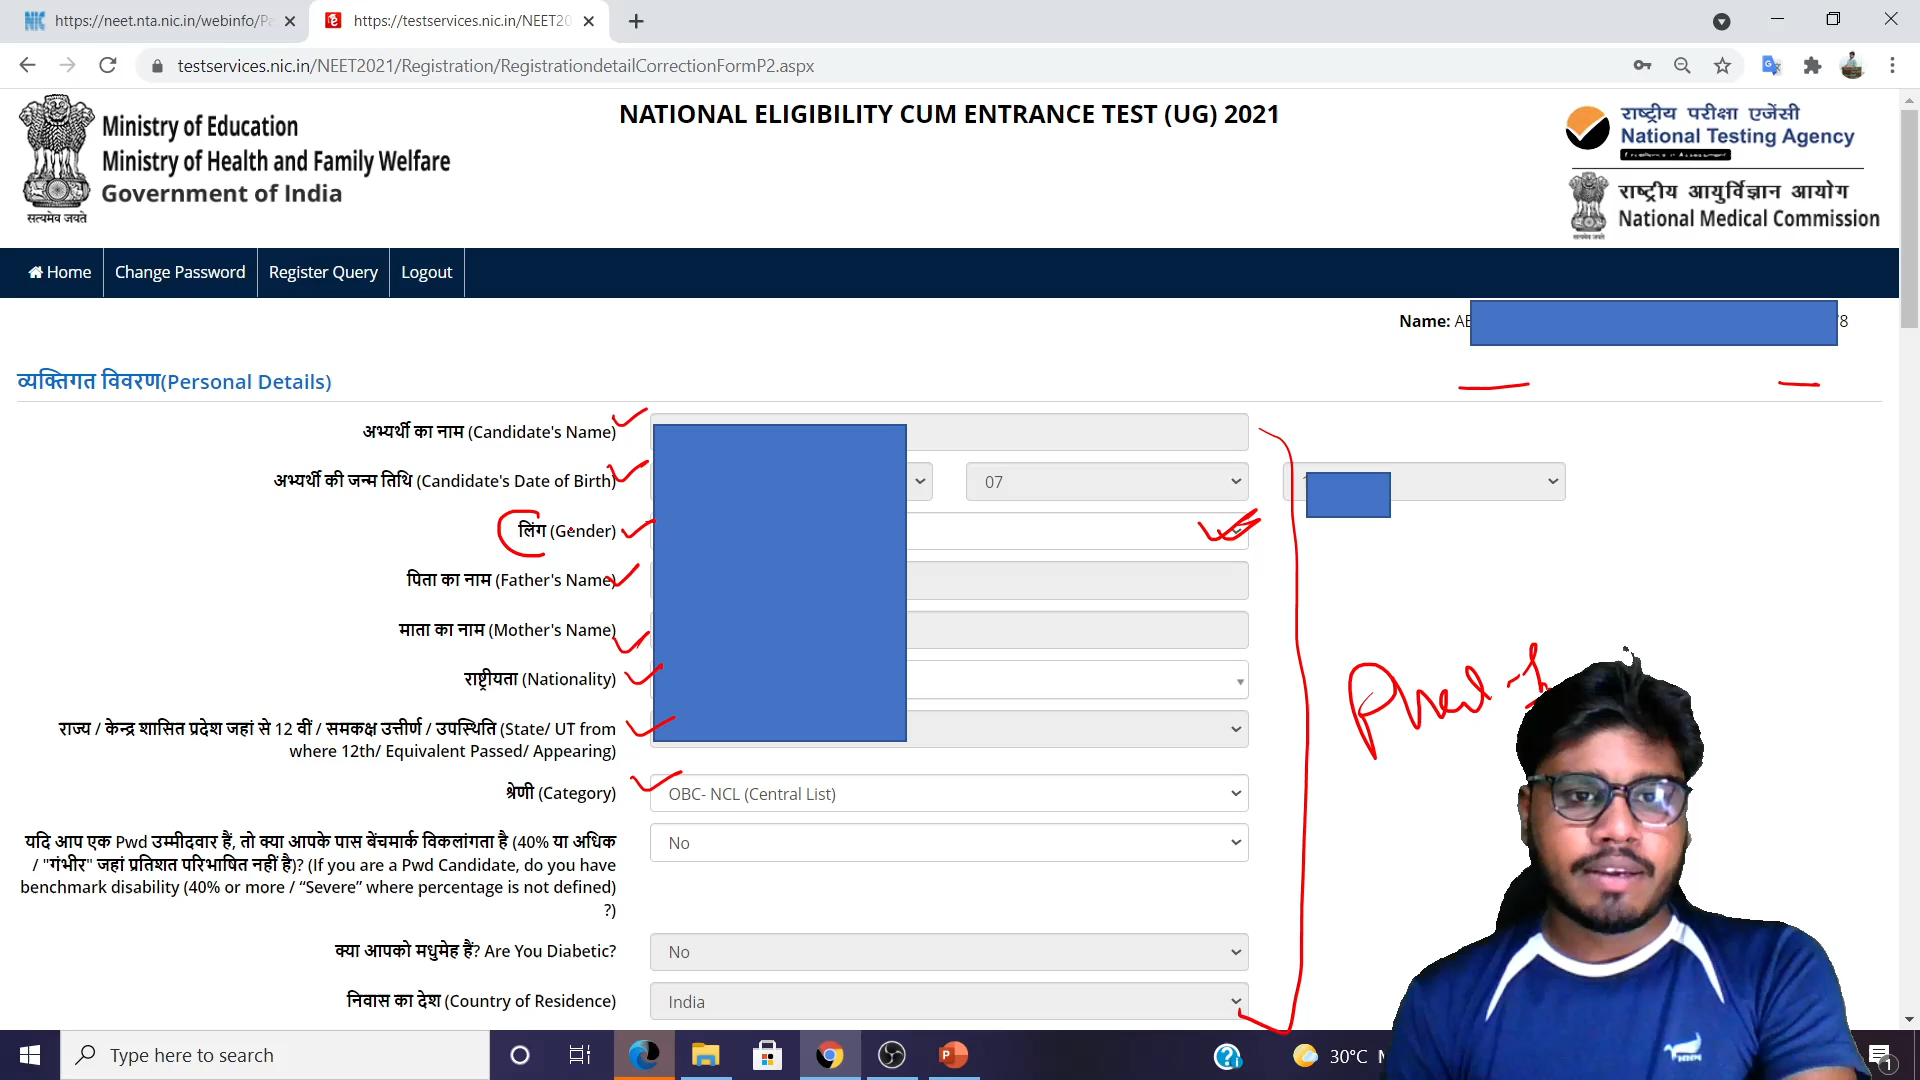 https://neet.nta.nic.in/webinfo/Pa
https://testservices.nic.in/NEET20
testservices.nic.in/NEET2021/Registration/RegistrationdetailCorrectionFormP2.aspx
सत्यमेव जयते
Ministry of Education
Ministry of Health and Family Welfare
Government of India
NATIONAL ELIGIBILITY CUM ENTRANCE TEST (UG) 2021
राष्ट्रीय परीक्षा एजेंसी
National Testing Agency
Excellence in Assessment
राष्ट्रीय आयुर्विज्ञान आयोग
National Medical Commission
Home Change Password Register Query Logout
Name: AB 8
व्यक्तिगत विवरण(Personal Details)
अभ्यर्थी का नाम (Candidate's Name)
अभ्यर्थी की जन्म तिथि (Candidate's Date of Birth) 07
लिंग (Gender)
पिता का नाम (Father's Name)
माता का नाम (Mother's Name)
राष्ट्रीयता (Nationality)
राज्य / केन्द्र शासित प्रदेश जहां से 12 वीं / समकक्ष उत्तीर्ण / उपस्थिति (State/ UT from
where 12th/ Equivalent Passed/ Appearing)
श्रेणी (Category) OBC- NCL (Central List)
यदि आप एक Pwd उम्मीदवार हैं, तो क्या आपके पास बेंचमार्क विकलांगता है (40% या अधिक
/ "गंभीर" जहां प्रतिशत परिभाषित नहीं है)? (If you are a Pwd Candidate, do you have
benchmark disability (40% or more / “Severe” where percentage is not defined)
?)
No
क्या आपको मधुमेह हैं? Are You Diabetic? No
निवास का देश (Country of Residence) India
Type here to search
30°C
1